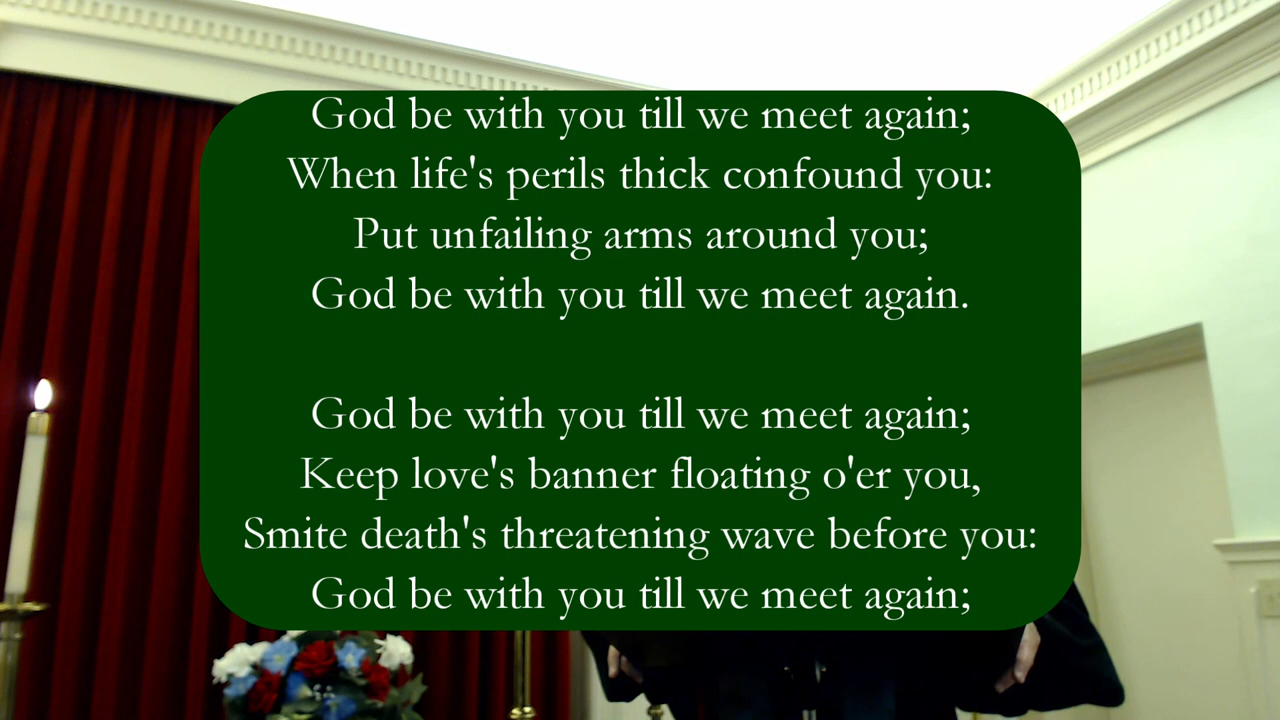 God be with you till we meet again;
When life's perils thick confound you:
Put unfailing arms around you;
God be with you till we meet again.

God be with you till we meet again;
Keep love's banner floating o'er you,
Smite death's threatening wave before you:
God be with you till we meet again;